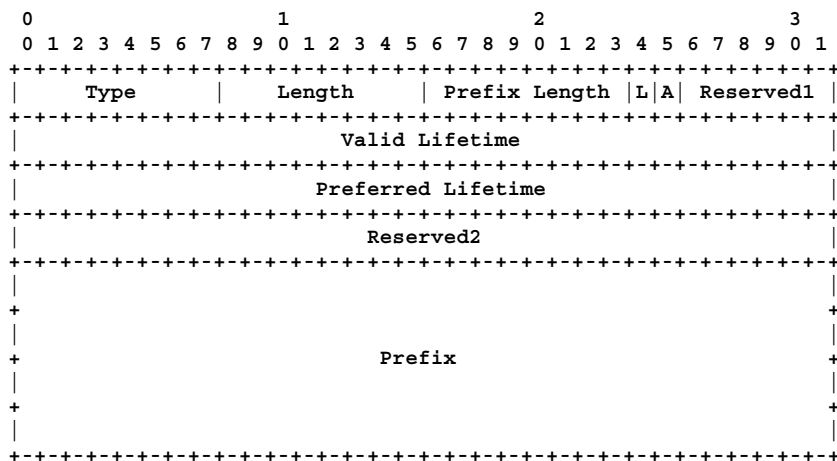 0                   1                   2                   3
 0 1 2 3 4 5 6 7 8 9 0 1 2 3 4 5 6 7 8 9 0 1 2 3 4 5 6 7 8 9 0 1
+-+-+-+-+-+-+-+-+-+-+-+-+-+-+-+-+-+-+-+-+-+-+-+-+-+-+-+-+-+-+-+-+
|     Type      |    Length     | Prefix Length |L|A| Reserved1 |
+-+-+-+-+-+-+-+-+-+-+-+-+-+-+-+-+-+-+-+-+-+-+-+-+-+-+-+-+-+-+-+-+
|                         Valid Lifetime                        |
+-+-+-+-+-+-+-+-+-+-+-+-+-+-+-+-+-+-+-+-+-+-+-+-+-+-+-+-+-+-+-+-+
|                       Preferred Lifetime                      |
+-+-+-+-+-+-+-+-+-+-+-+-+-+-+-+-+-+-+-+-+-+-+-+-+-+-+-+-+-+-+-+-+
|                           Reserved2                           |
+-+-+-+-+-+-+-+-+-+-+-+-+-+-+-+-+-+-+-+-+-+-+-+-+-+-+-+-+-+-+-+-+
|                                                               |
+                                                               +
|                                                               |
+                            Prefix                             +
|                                                               |
+                                                               +
|                                                               |
+-+-+-+-+-+-+-+-+-+-+-+-+-+-+-+-+-+-+-+-+-+-+-+-+-+-+-+-+-+-+-+-+